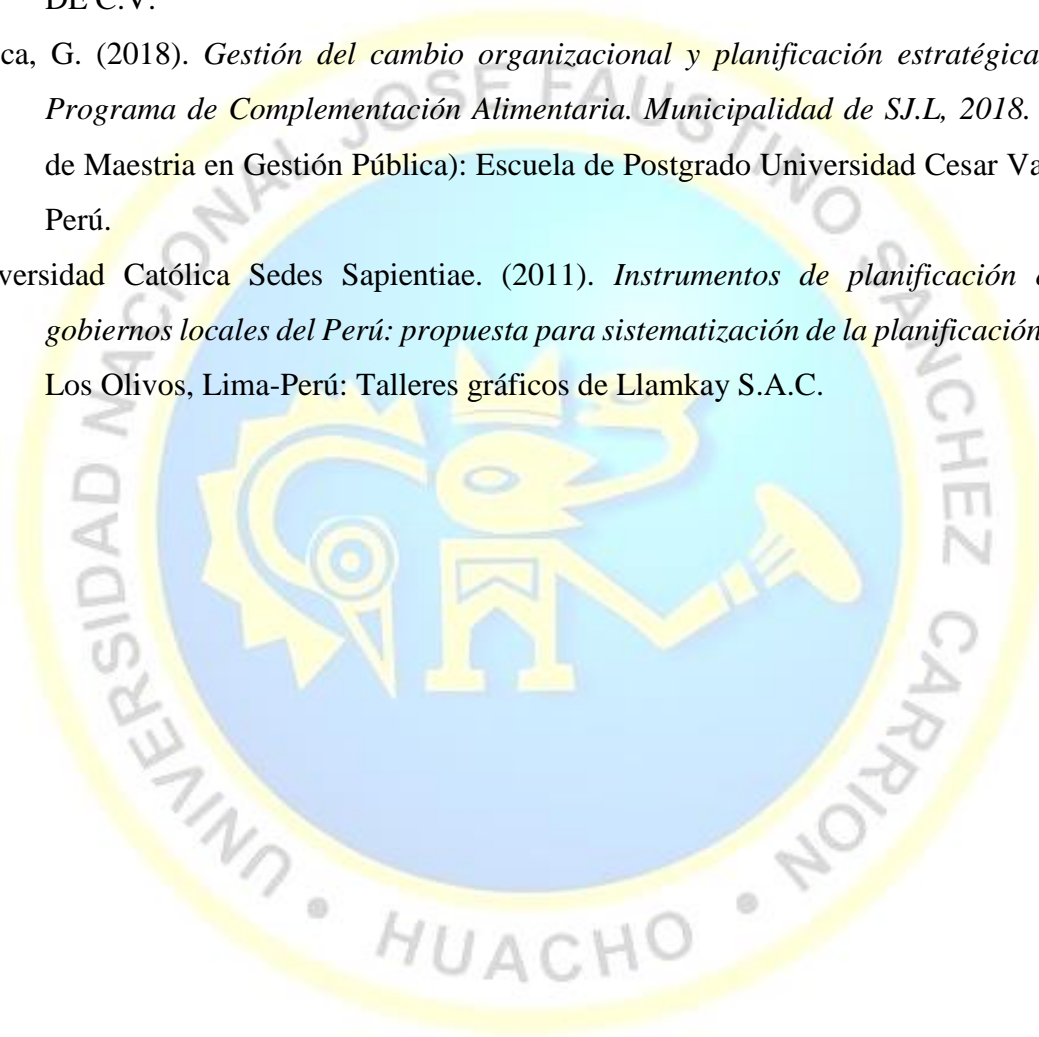 DE C.V.
ca, G. (2018). Gestión del cambio organizacional y planificación estratégica
Programa de Complementación Alimentaria. Municipalidad de SJ.L, 2018.
de Maestria en Gestión Pública): Escuela de Postgrado Universidad Cesar Va
Perú.
versidad Católica Sedes Sapientiae. (2011). Instrumentos de planificación
gobiernos locales del Perú: propuesta para sistematización de la planificación
Los Olivos, Lima-Perú: Talleres gráficos de Llamkay S.A.C.
UNIVERSIDAD NACIONAL JOSE FAUSTINO SANCHEZ CARRION
• HUACHO •